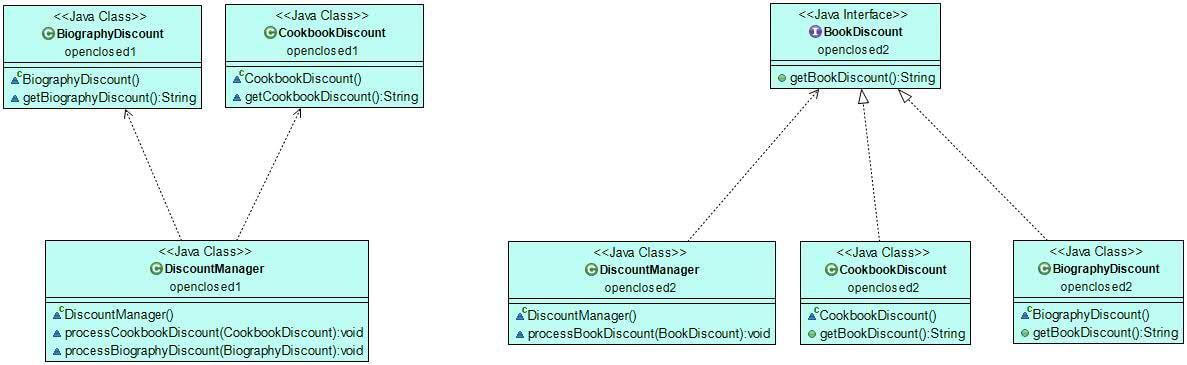 <<Java Class>>
BiographyDiscount
openclosed1
BiographyDiscount()
getBiographyDiscount():String
<<Java Class>>
CookbookDiscount
openclosed1
CookbookDiscount()
getCookbookDiscount():String
<<Java Class>>
DiscountManager
openclosed1
DiscountManager()
processCookbookDiscount(CookbookDiscount):void
processBiographyDiscount(BiographyDiscount):void
<<Java Interface>>
BookDiscount
openclosed2
getBookDiscount():String
<<Java Class>>
DiscountManager
openclosed2
DiscountManager()
processBookDiscount(BookDiscount):void
<<Java Class>>
CookbookDiscount
openclosed2
CookbookDiscount()
getBookDiscount():String
<<Java Class>>
BiographyDiscount
openclosed2
BiographyDiscount()
getBookDiscount():String